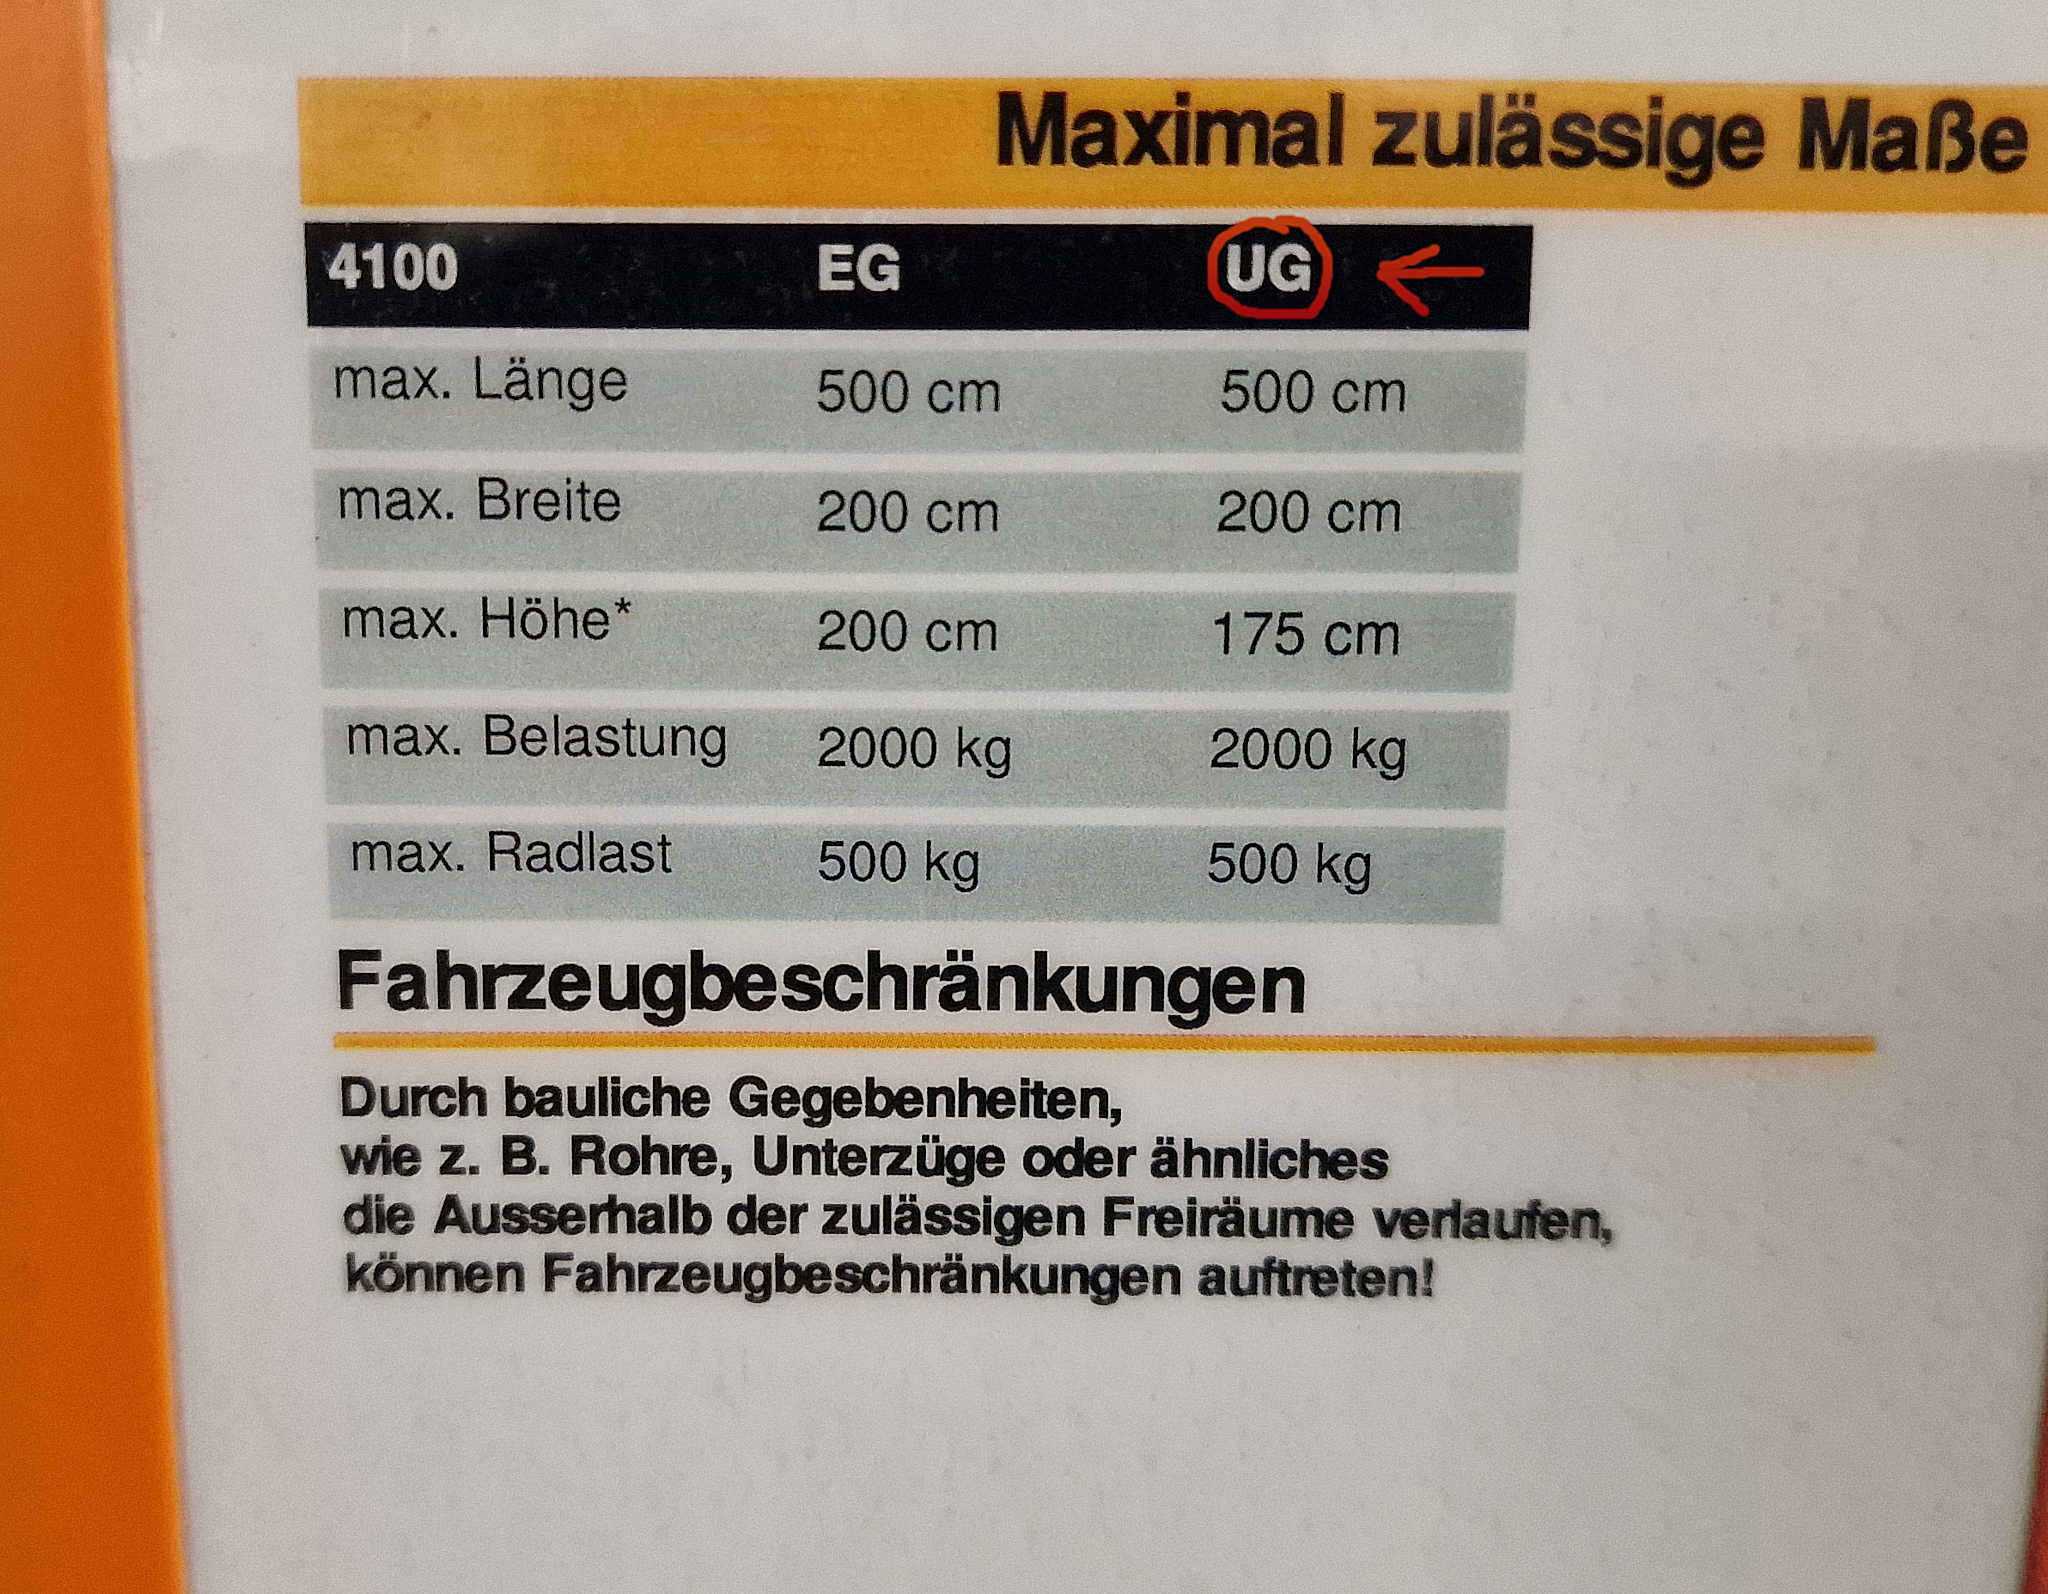 Maximal zulässige Maße
4100 EG UG
max. Länge 500 cm 500 cm
max. Breite 200 cm 200 cm
max. Höhe* 200 cm 175 cm
max. Belastung 2000 kg 2000 kg
max. Radlast 500 kg 500 kg
Fahrzeugbeschränkungen
Durch bauliche Gegebenheiten,
wie z. B. Rohre, Unterzüge oder ähnliches
die Ausserhalb der zulässigen Freiräume verlaufen,
können Fahrzeugbeschränkungen auftreten!